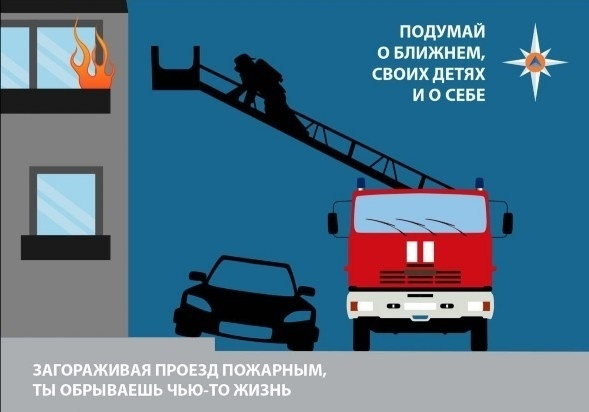 ПОДУМАЙ
О БЛИЖНЕМ,
СВОИХ ДЕТЯХ
И О СЕБЕ
ЗАГОРАЖИВАЯ ПРОЕЗД ПОЖАРНЫМ,
ТЫ ОБРЫВАЕШЬ ЧЬЮ-ТО ЖИЗНЬ